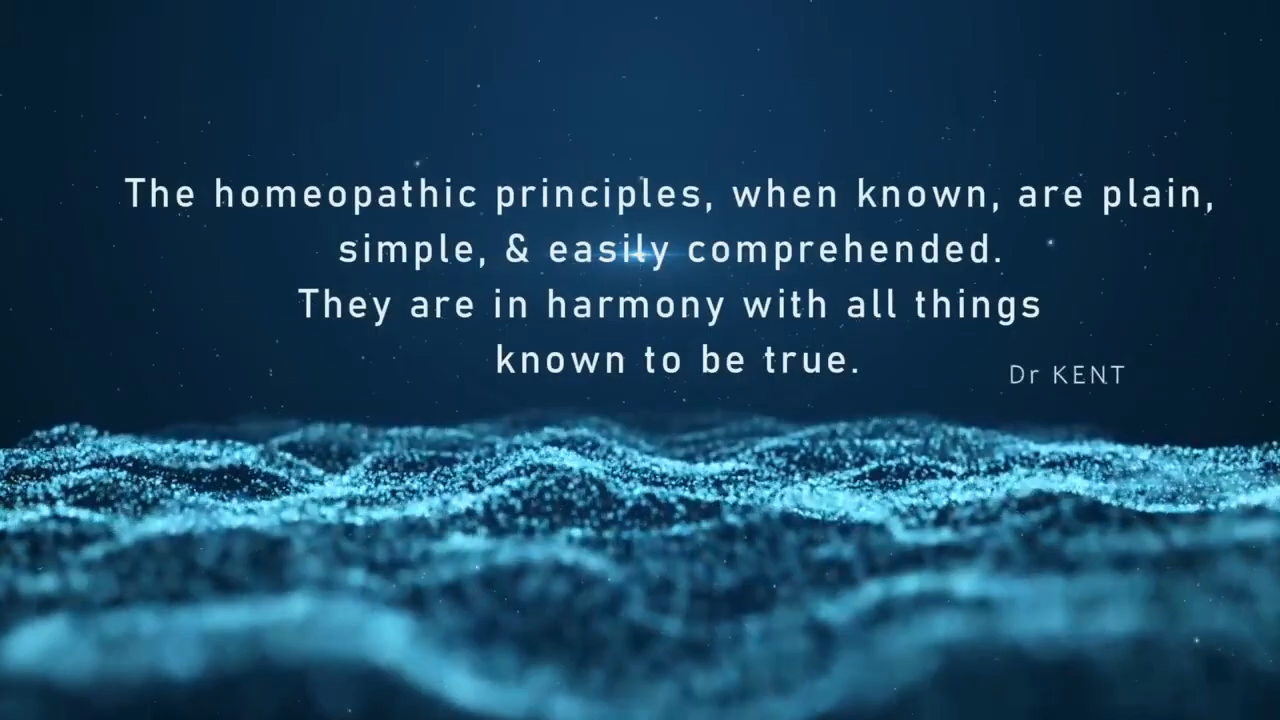 The homeopathic principles, when known, are plain,
simple, & easily comprehended.
They are in harmony with all things
known to be true.
Dr KENT